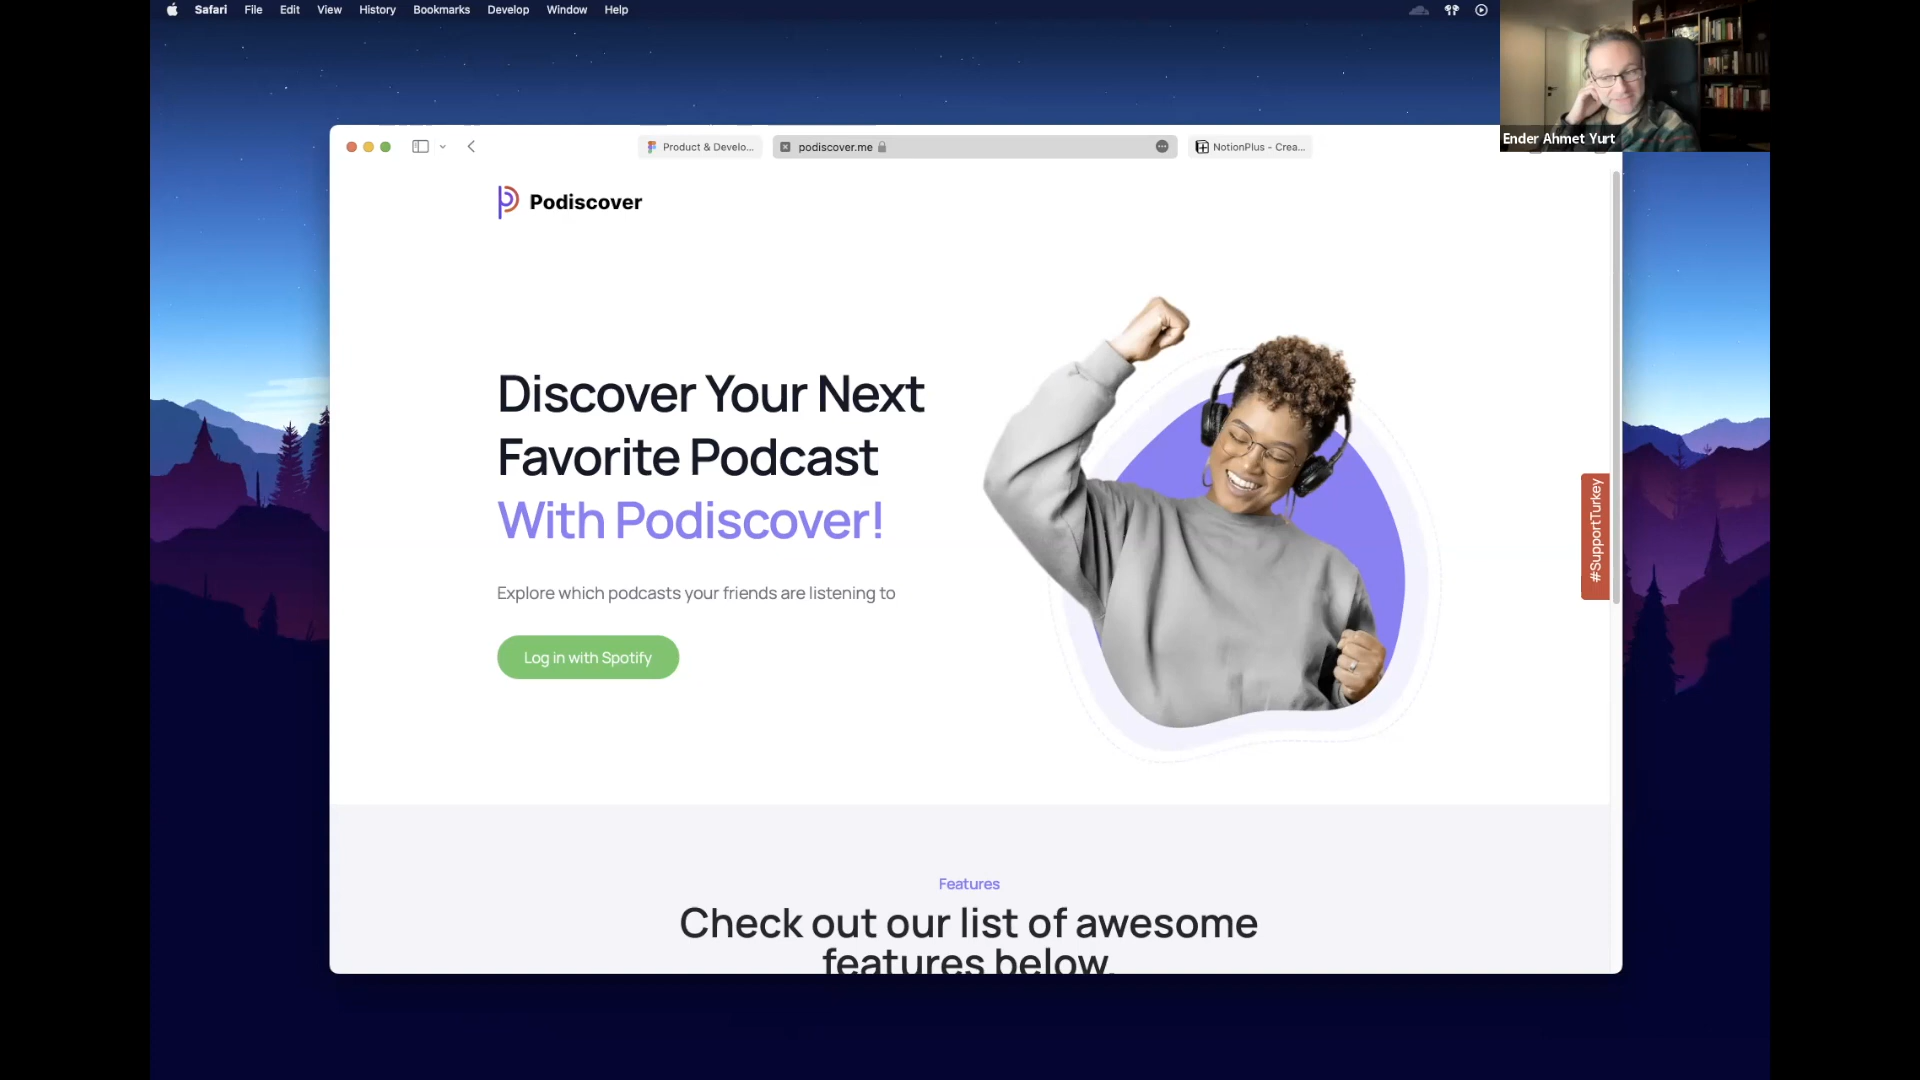 Safari File Edit View History Bookmarks Develop Window Help
Ender Ahmet Yurt
Product & Develo...
podiscover.me
NotionPlus - Crea...
Podiscover
Discover Your Next
Favorite Podcast
With Podiscover!
Explore which podcasts your friends are listening to
Log in with Spotify
#SupportTurkey
Features
Check out our list of awesome
features below.